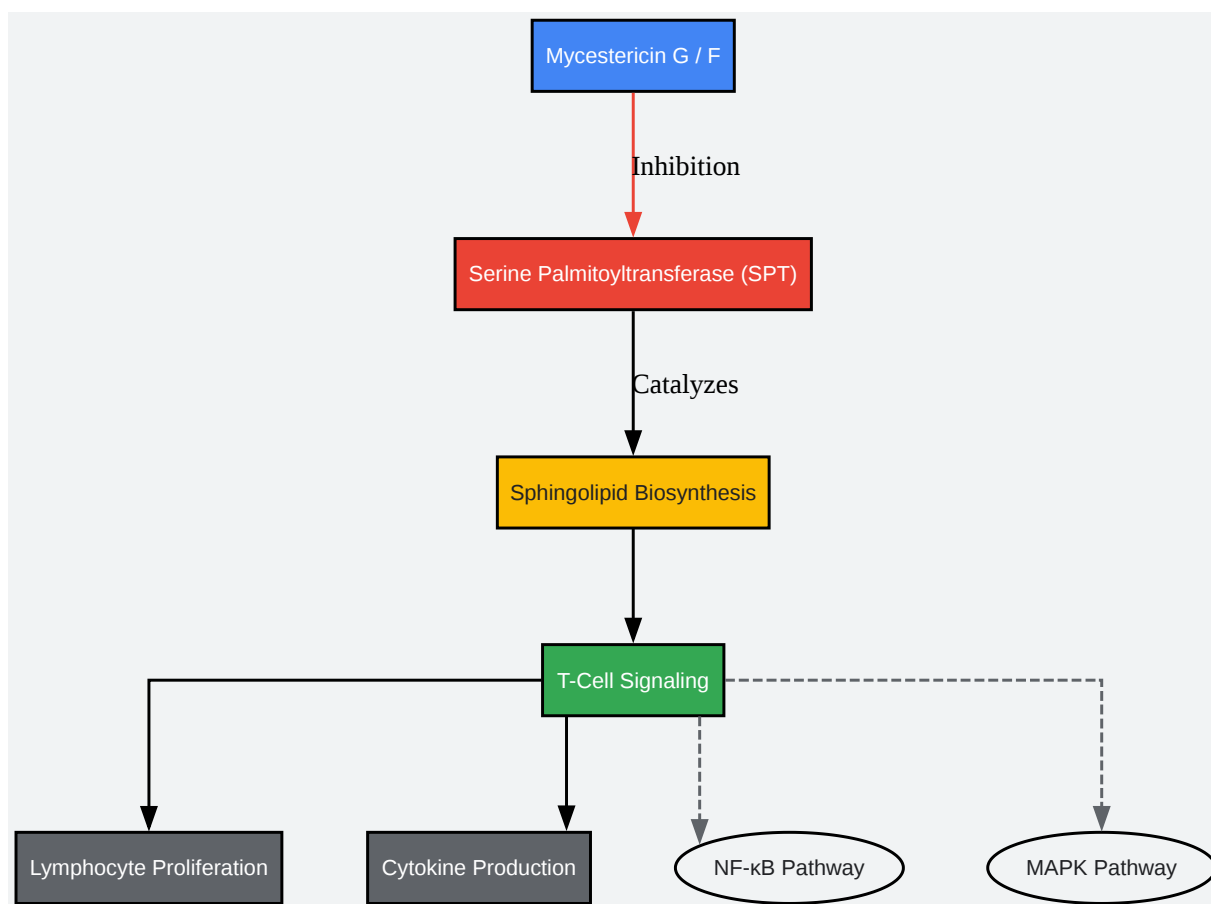 Mycestericin G / F
Inhibition
Serine Palmitoyltransferase (SPT)
Catalyzes
Sphingolipid Biosynthesis
T-Cell Signaling
Lymphocyte Proliferation
Cytokine Production
NF-κB Pathway
MAPK Pathway